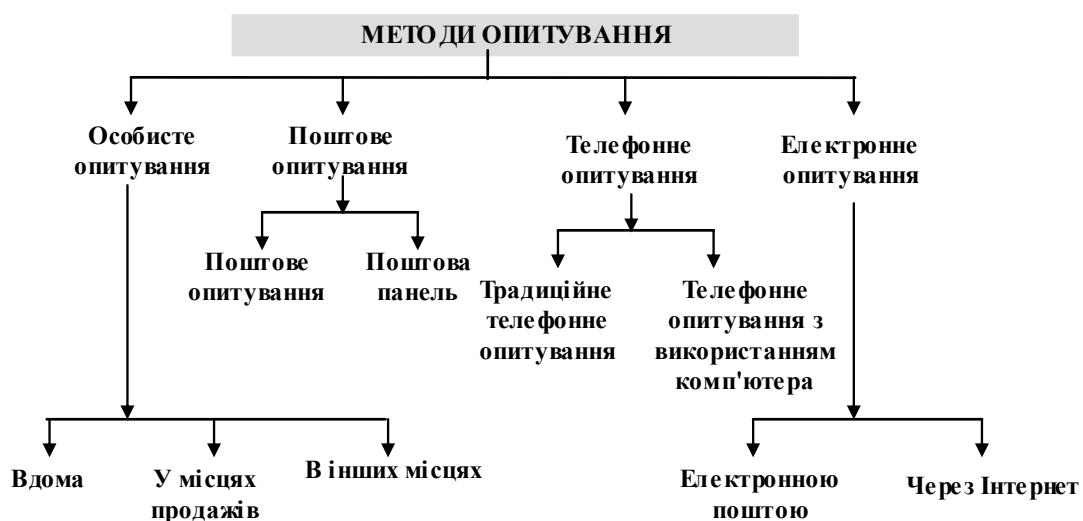 МЕТОДИ ОПИТУВАННЯ
Особисте
опитування
Поштове
опитування
Телефонне
опитування
Електронне
опитування
Поштове
опитування
Поштова
панель
Традиційне
телефонне
опитування
Телефонне
опитування з
використанням
комп'ютера
Вдома
У місцях
продажів
В інших місцях
Електронною
поштою
Через Інтернет